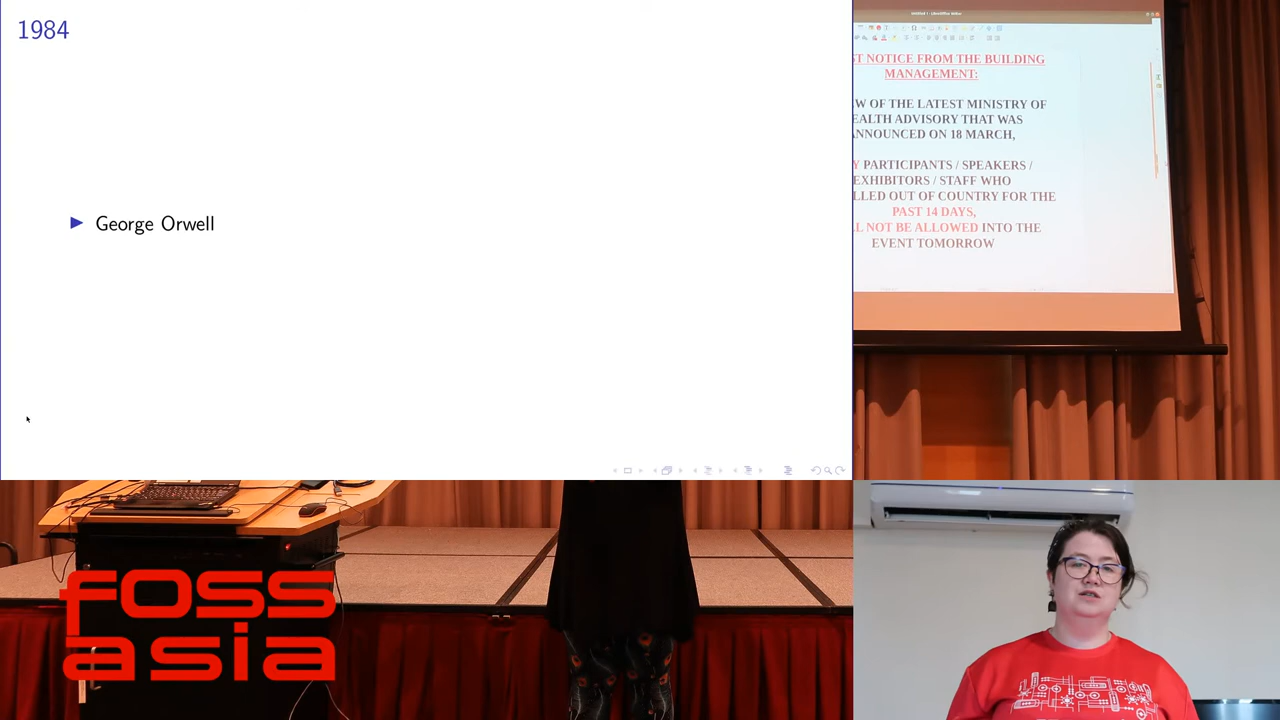 1984
George Orwell
ST NOTICE FROM THE BUILDING
MANAGEMENT:
W OF THE LATEST MINISTRY OF
EALTH ADVISORY THAT WAS
ANNOUNCED ON 18 MARCH,
Y PARTICIPANTS / SPEAKERS /
EXHIBITORS / STAFF WHO
LLED OUT OF COUNTRY FOR THE
PAST 14 DAYS,
L NOT BE ALLOWED INTO THE
EVENT TOMORROW
foss
asia